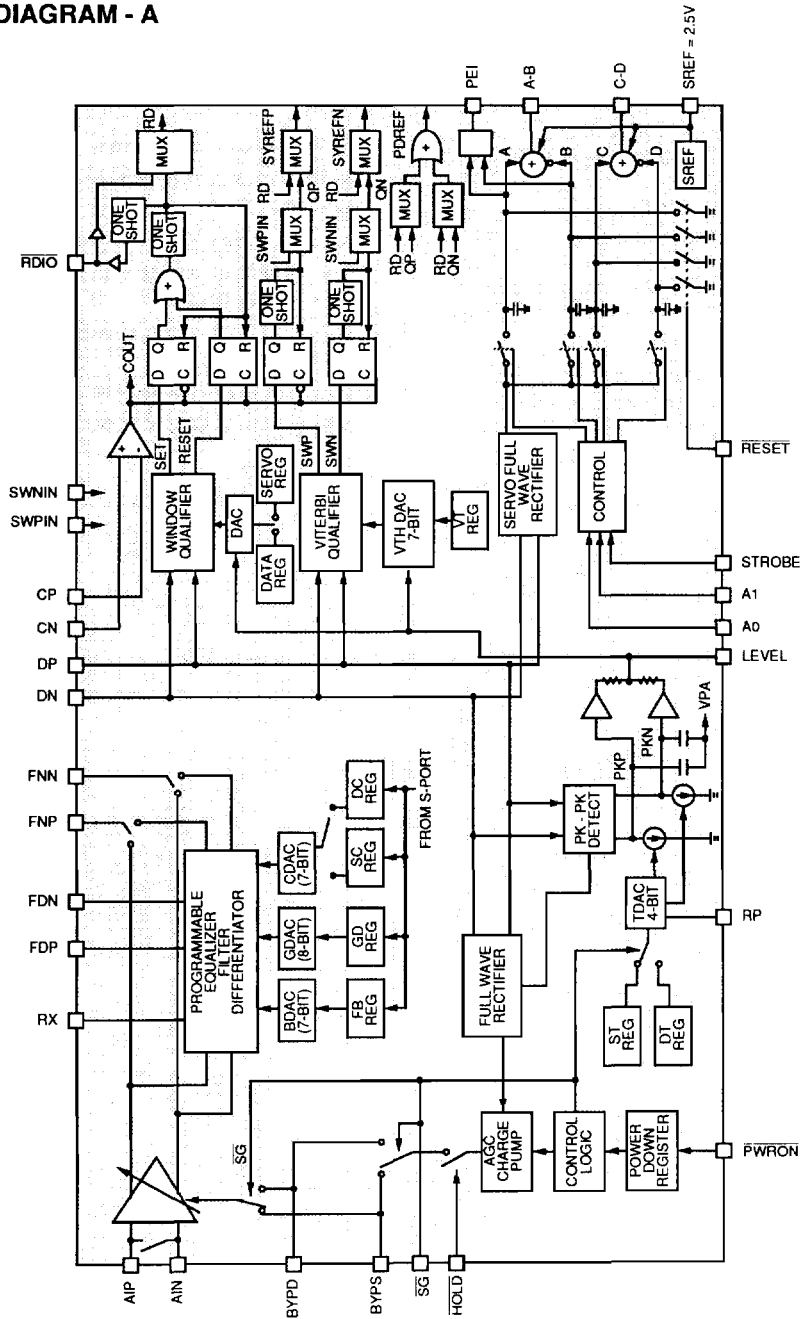 DIAGRAM - A
RDIO
SWNIN
SWPIN
CP
CN
DP
DN
FNN
FNP
FDN
FDP
RX
AIP
AIN
BYPD
BYPS
SG
HOLD
PEI
A-B
C-D
SREF = 2.5V
RESET
STROBE
A1
A0
LEVEL
RP
PWRON
RD
MUX
ONE SHOT
ONE SHOT
COUT
+
-
D Q
C R
D Q
C R
SET
RESET
WINDOW QUALIFIER
DAC
SERVO REG
DATA REG
SYREFP
MUX
RD
QP
SWPIN
MUX
ONE SHOT
D Q
C R
SYREFN
MUX
RD
QN
SWNIN
MUX
ONE SHOT
D Q
C R
SWP
SWN
VITERBI QUALIFIER
VTH DAC 7-BIT
VT REG
PDREF
MUX
RD
QP
MUX
RD
QN
A
+
B
C
+
D
SREF
SERVO FULL WAVE RECTIFIER
CONTROL
PROGRAMMABLE EQUALIZER FILTER DIFFERENTIATOR
CDAC (7-BIT)
GDAC (8-BIT)
BDAC (7-BIT)
DC REG
SC REG
GD REG
FB REG
FROM S-PORT
PK - PK DETECT
PKP
PKN
VPA
TDAC 4-BIT
ST REG
DT REG
FULL WAVE RECTIFIER
SG
AGC CHARGE PUMP
CONTROL LOGIC
POWER DOWN REGISTER